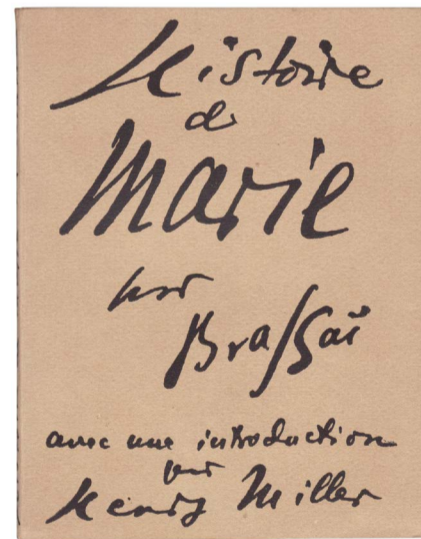 Histoire
de
Marie
par
Brassaï
avec une introduction
par
Henry Miller